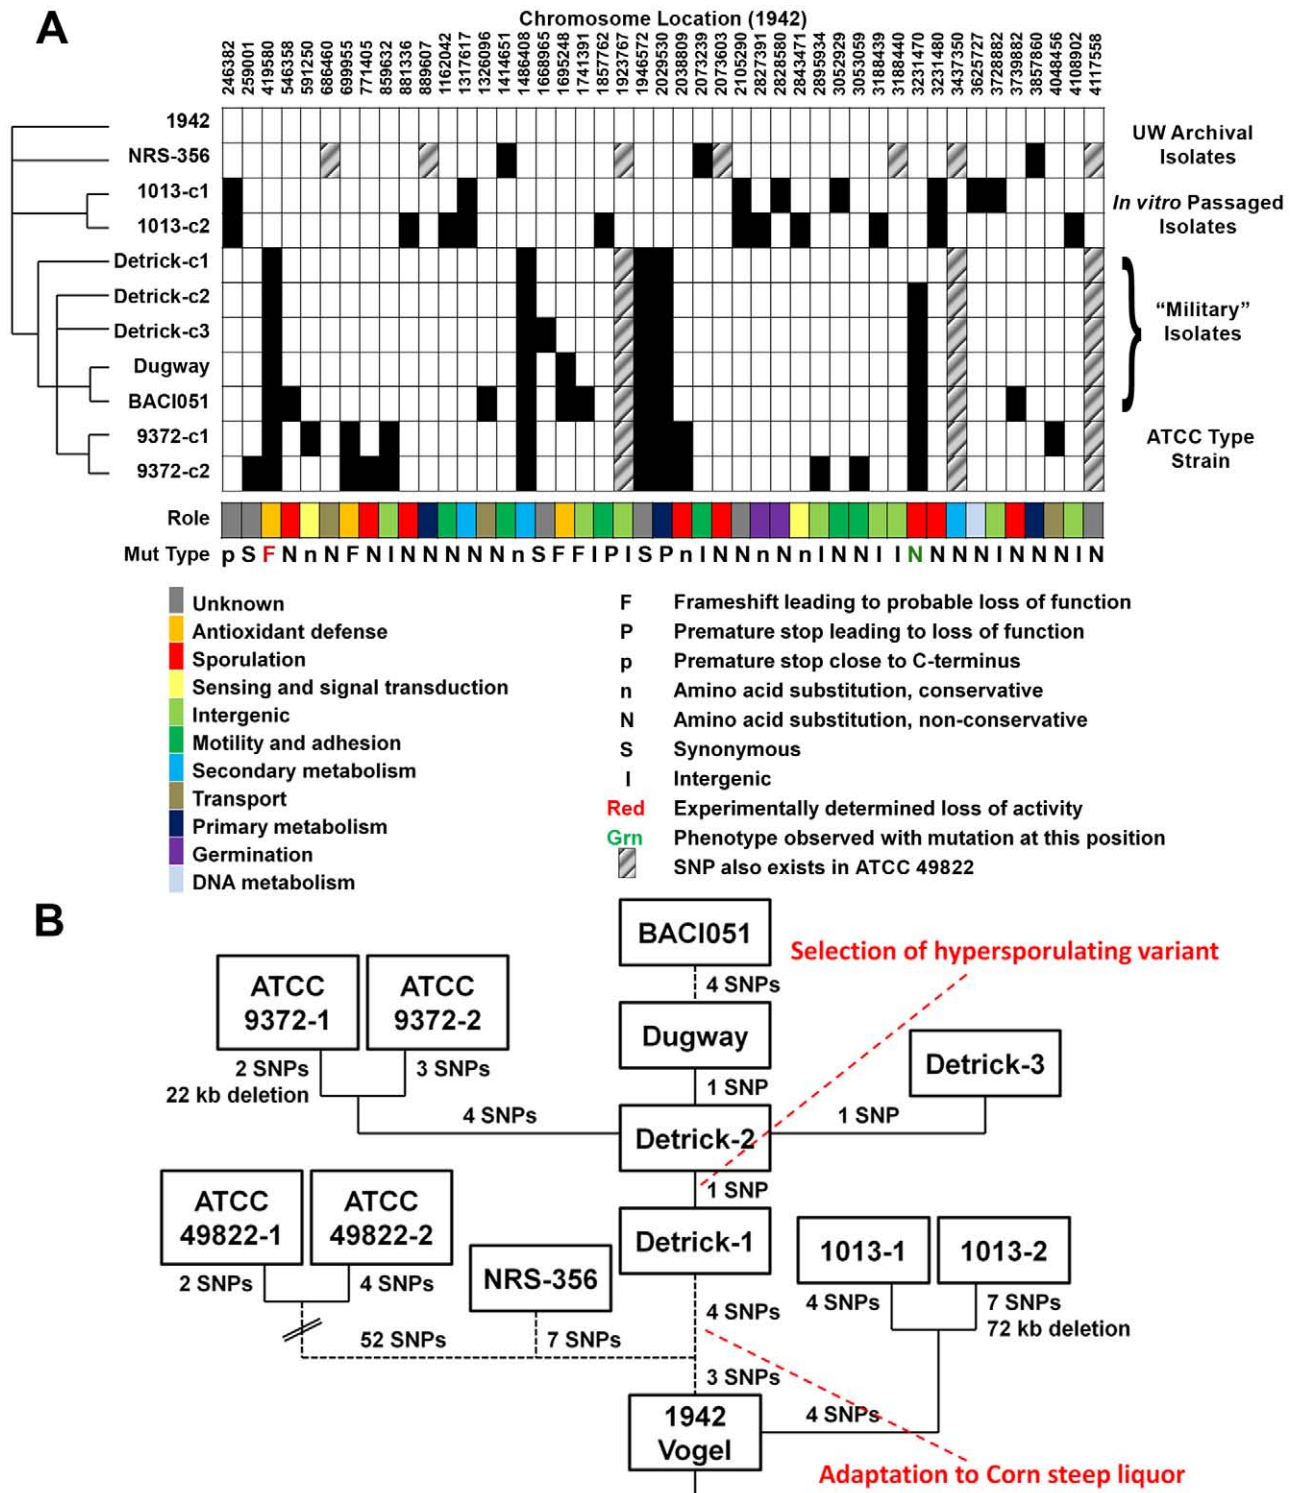 A
Chromosome Location (1942)
246382 259001 419580 546358 591250 686460 699955 771405 859632 881336 889607 1162042 1317617 1326096 1414651 1486408 1668965 1695248 1741391 1857762 1923767 1946572 2029530 2038809 2073239 2073603 2105290 2827391 2828580 2843471 2895934 3052929 3053059 3188439 3188440 3231470 3231480 3437350 3625727 3728882 3739882 3857860 4048456 4108902 4117558
1942
NRS-356
1013-c1
1013-c2
Detrick-c1
Detrick-c2
Detrick-c3
Dugway
BACI051
9372-c1
9372-c2
UW Archival
Isolates
In vitro Passaged
Isolates
"Military"
Isolates
ATCC Type
Strain
Role
Mut Type p S F N n N F N I N N N N N n S F F I P I S P n I N N n N n I N N I I N N N N I N N N I N
Unknown
Antioxidant defense
Sporulation
Sensing and signal transduction
Intergenic
Motility and adhesion
Secondary metabolism
Transport
Primary metabolism
Germination
DNA metabolism
F Frameshift leading to probable loss of function
P Premature stop leading to loss of function
p Premature stop close to C-terminus
n Amino acid substitution, conservative
N Amino acid substitution, non-conservative
S Synonymous
I Intergenic
Red Experimentally determined loss of activity
Grn Phenotype observed with mutation at this position
SNP also exists in ATCC 49822
B
BACI051
Selection of hypersporulating variant
4 SNPs
ATCC
9372-1
ATCC
9372-2
Dugway
Detrick-3
2 SNPs
22 kb deletion
3 SNPs
1 SNP
4 SNPs
Detrick-2
1 SNP
1 SNP
ATCC
49822-1
ATCC
49822-2
Detrick-1
NRS-356
1013-1
1013-2
2 SNPs
4 SNPs
4 SNPs
4 SNPs
7 SNPs
72 kb deletion
52 SNPs
7 SNPs
3 SNPs
1942
Vogel
4 SNPs
Adaptation to Corn steep liquor